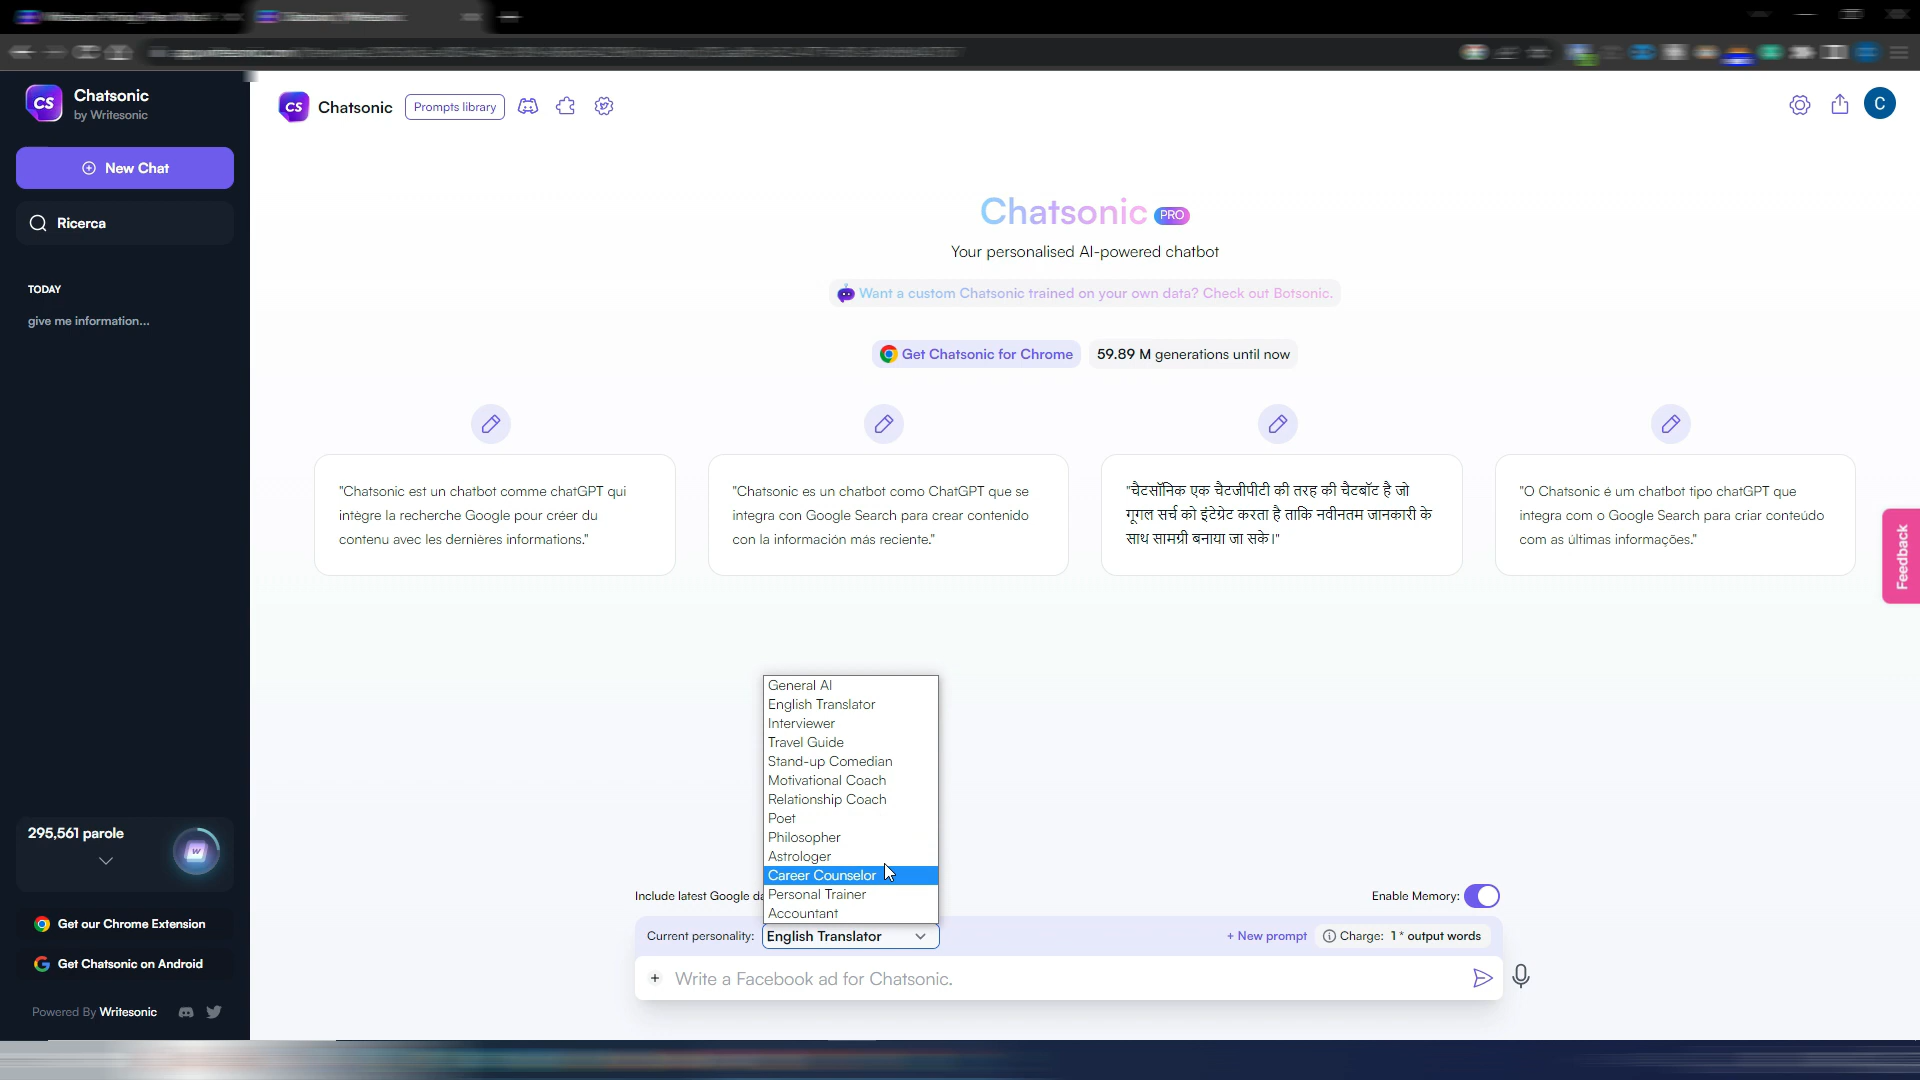 Chatsonic
by Writesonic
New Chat
Ricerca
TODAY
give me information...
295,561 parole
Get our Chrome Extension
Get Chatsonic on Android
Powered By Writesonic
CS Chatsonic Prompts library
C
Chatsonic PRO
Your personalised AI-powered chatbot
Want a custom Chatsonic trained on your own data? Check out Botsonic.
Get Chatsonic for Chrome 59.89 M generations until now
"Chatsonic est un chatbot comme chatGPT qui
intègre la recherche Google pour créer du
contenu avec les dernières informations."
"Chatsonic es un chatbot como ChatGPT que se
integra con Google Search para crear contenido
con la información más reciente."
"चैटसॉनिक एक चैटजीपीटी की तरह की चैटबॉट है जो
गूगल सर्च को इंटेग्रेट करता है ताकि नवीनतम जानकारी के
साथ सामग्री बनाया जा सके।"
"O Chatsonic é um chatbot tipo chatGPT que
integra com o Google Search para criar conteúdo
com as últimas informações."
Feedback
General AI
English Translator
Interviewer
Travel Guide
Stand-up Comedian
Motivational Coach
Relationship Coach
Poet
Philosopher
Astrologer
Career Counselor
Personal Trainer
Accountant
Include latest Google
Enable Memory:
Current personality: English Translator
+ New prompt Charge: 1* output words
+ Write a Facebook ad for Chatsonic.